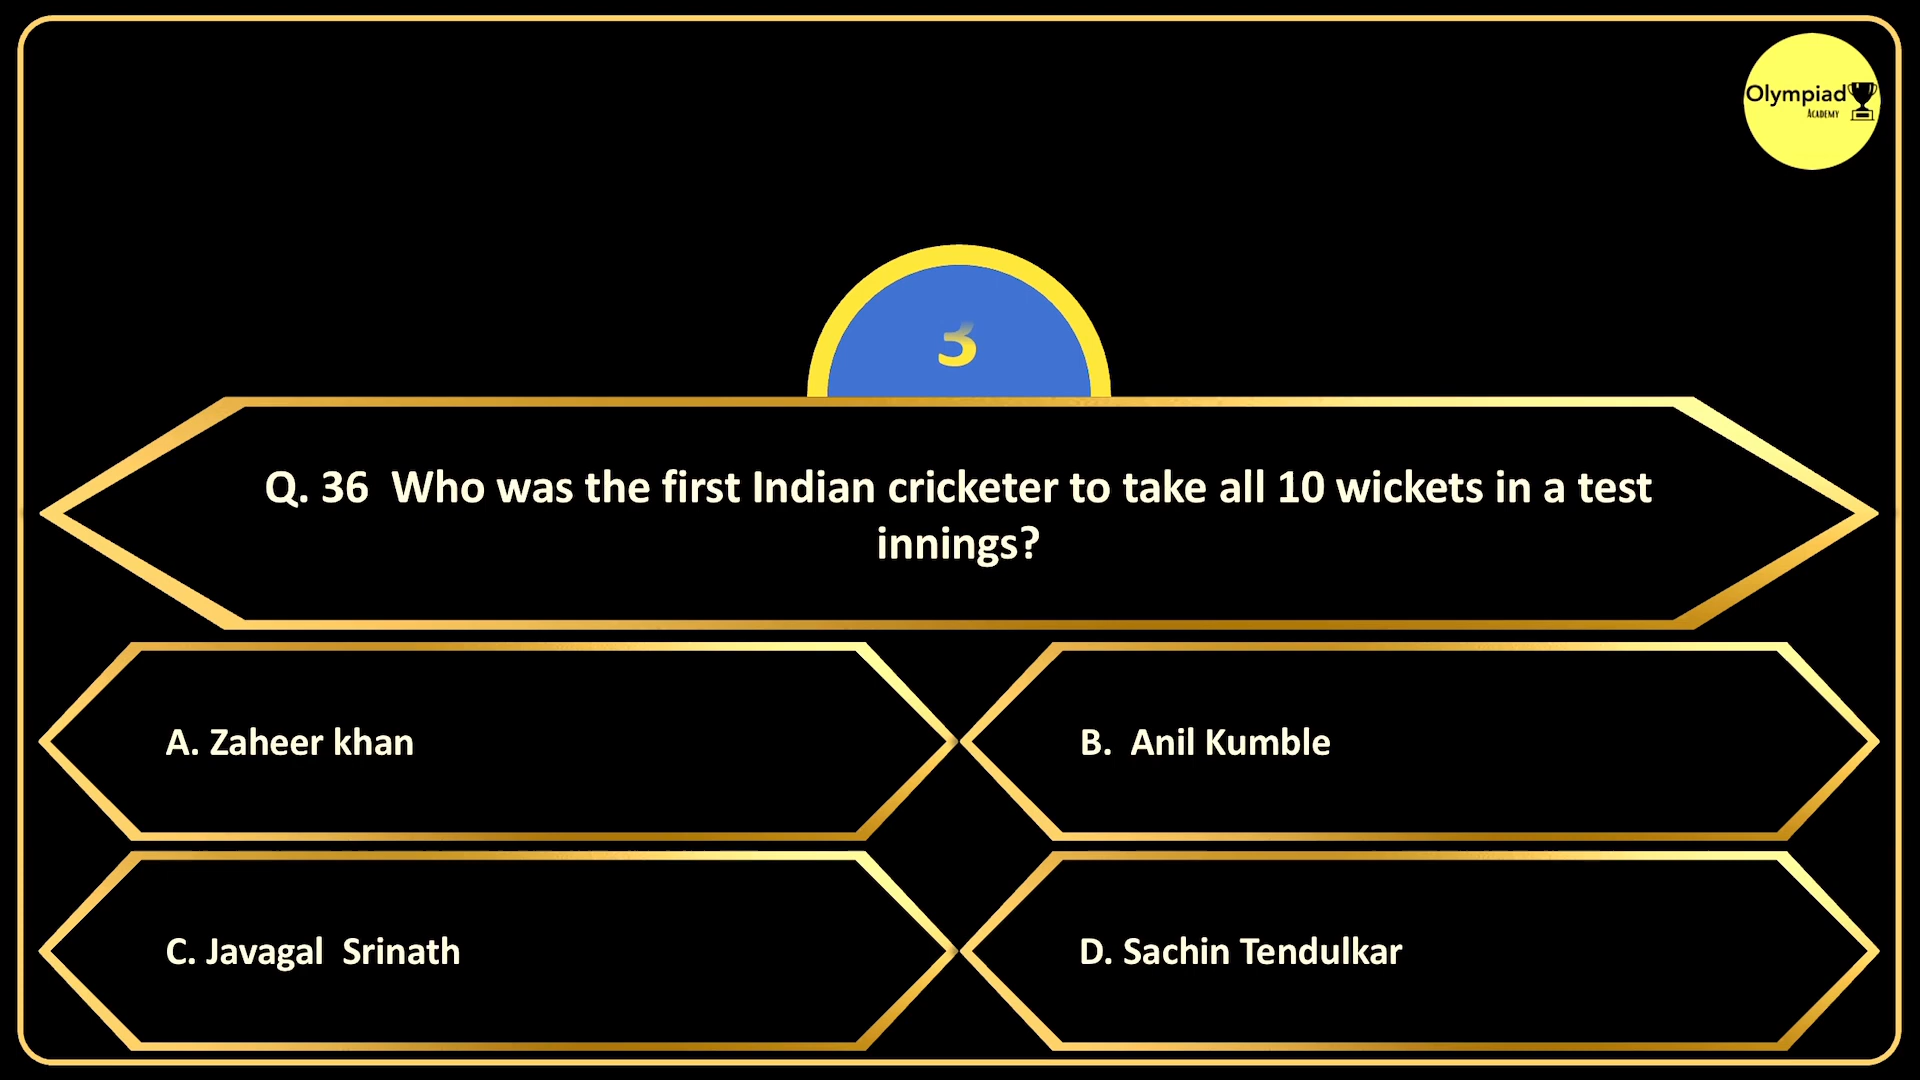 Olympiad
Academy
3
Q. 36 Who was the first Indian cricketer to take all 10 wickets in a test
innings?
A. Zaheer khan
B. Anil Kumble
C. Javagal Srinath
D. Sachin Tendulkar